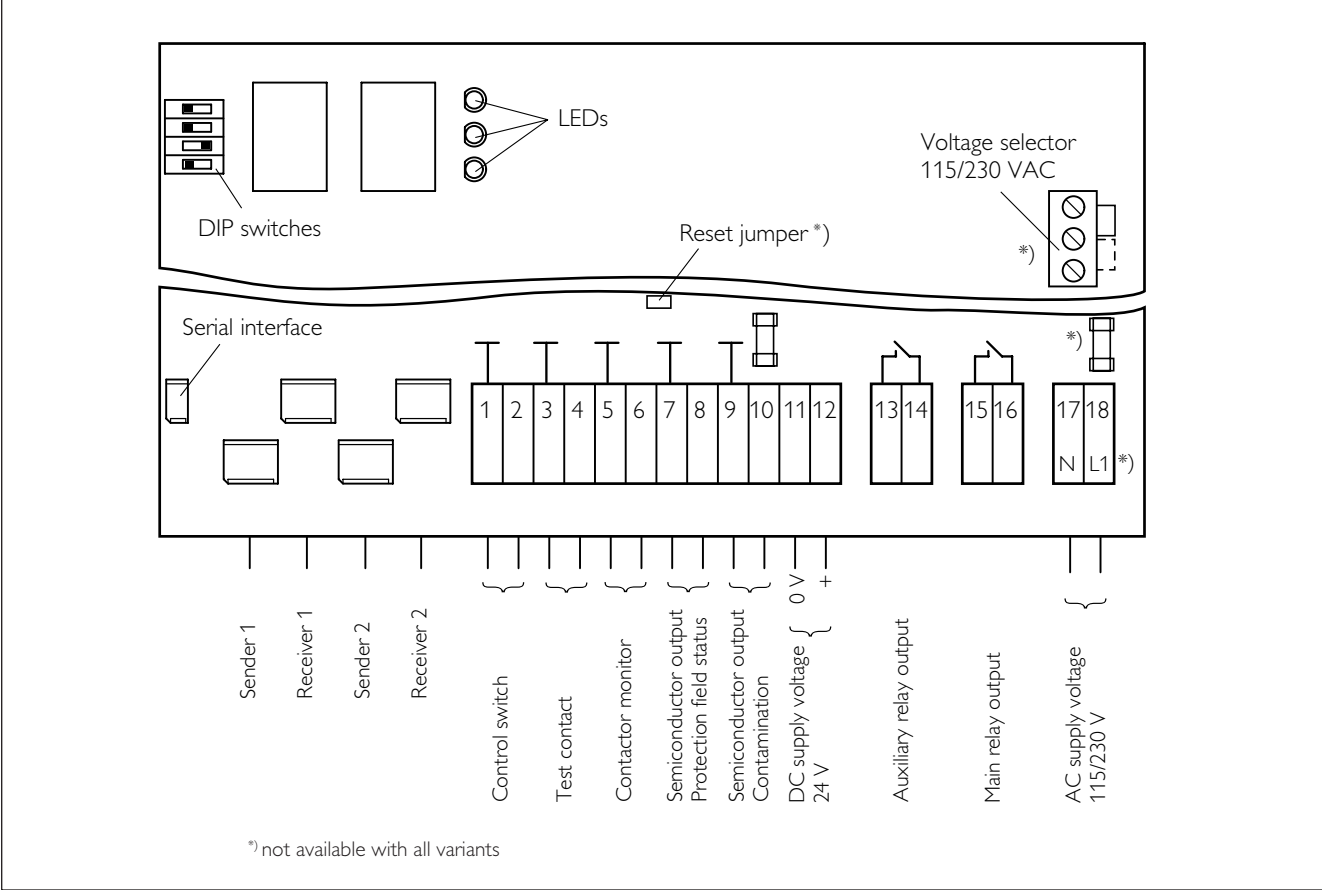 LEDs
Voltage selector
115/230 VAC
DIP switches
Reset jumper *)
*)
Serial interface
*)
1 2 3 4 5 6 7 8 9 10 11 12 13 14 15 16 17 18
N L1 *)
Sender 1
Receiver 1
Sender 2
Receiver 2
Control switch
Test contact
Contactor monitor
Semiconductor output
Protection field status
Semiconductor output
Contamination
DC supply voltage
24 V
0 V
+
Auxiliary relay output
Main relay output
AC supply voltage
115/230 V
*) not available with all variants